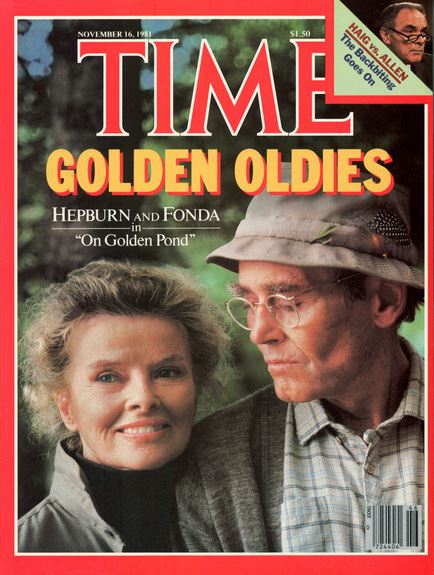 NOVEMBER 16, 1981
$1.50
HAIG vs. ALLEN
The Backbiting
Goes On
TIME
GOLDEN OLDIES
HEPBURN AND FONDA
in
“On Golden Pond”
46
724404